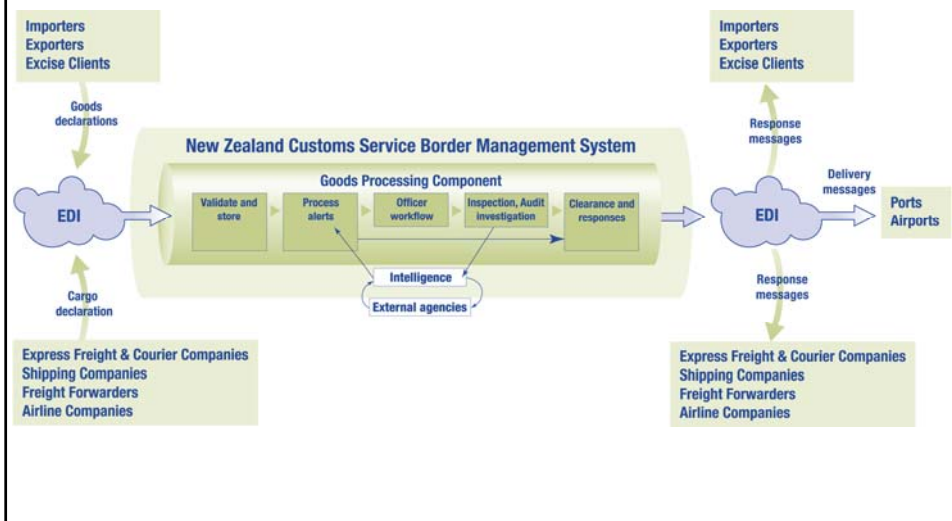 Importers
Exporters
Excise Clients
Goods
declarations
EDI
Cargo
declaration
Express Freight & Courier Companies
Shipping Companies
Freight Forwarders
Airline Companies
New Zealand Customs Service Border Management System
Goods Processing Component
Validate and
store
Process
alerts
Officer
workflow
Inspection, Audit
investigation
Clearance and
responses
Intelligence
External agencies
Importers
Exporters
Excise Clients
Response
messages
EDI
Delivery
messages
Ports
Airports
Response
messages
Express Freight & Courier Companies
Shipping Companies
Freight Forwarders
Airline Companies